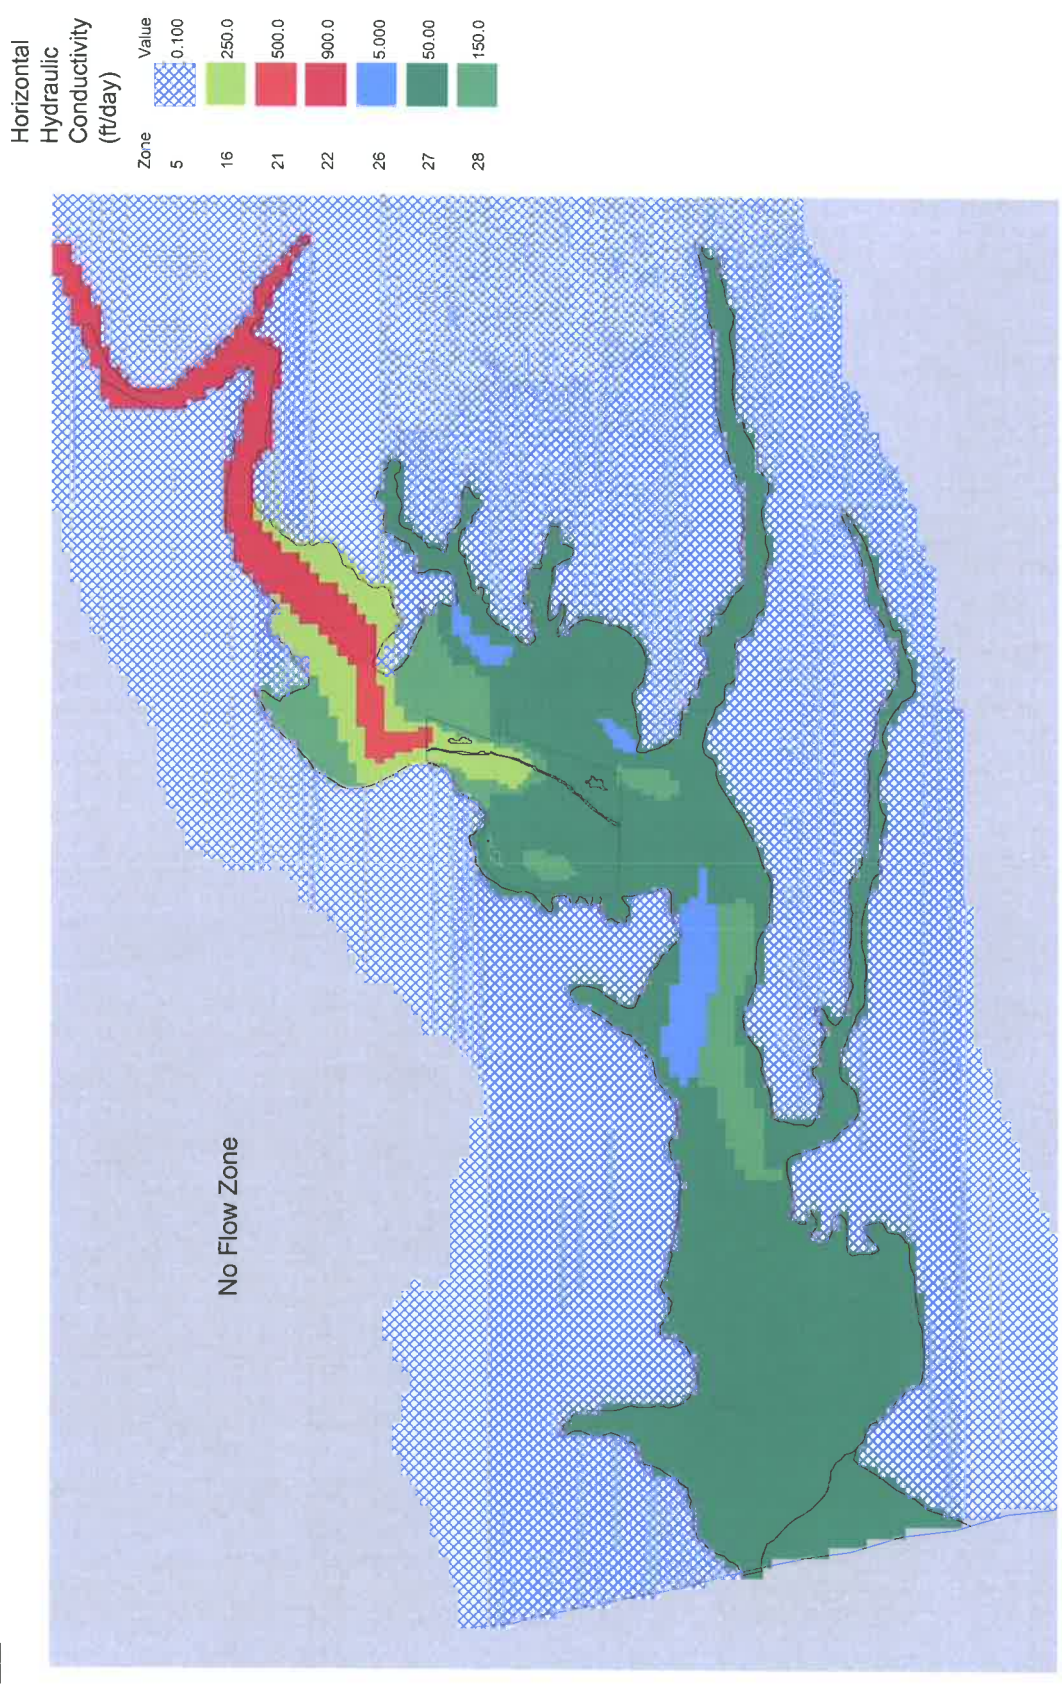 Horizontal
Hydraulic
Conductivity
(ft/day)
Zone Value
5 0.100
16 250.0
21 500.0
22 900.0
26 5.000
27 50.00
28 150.0
No Flow Zone